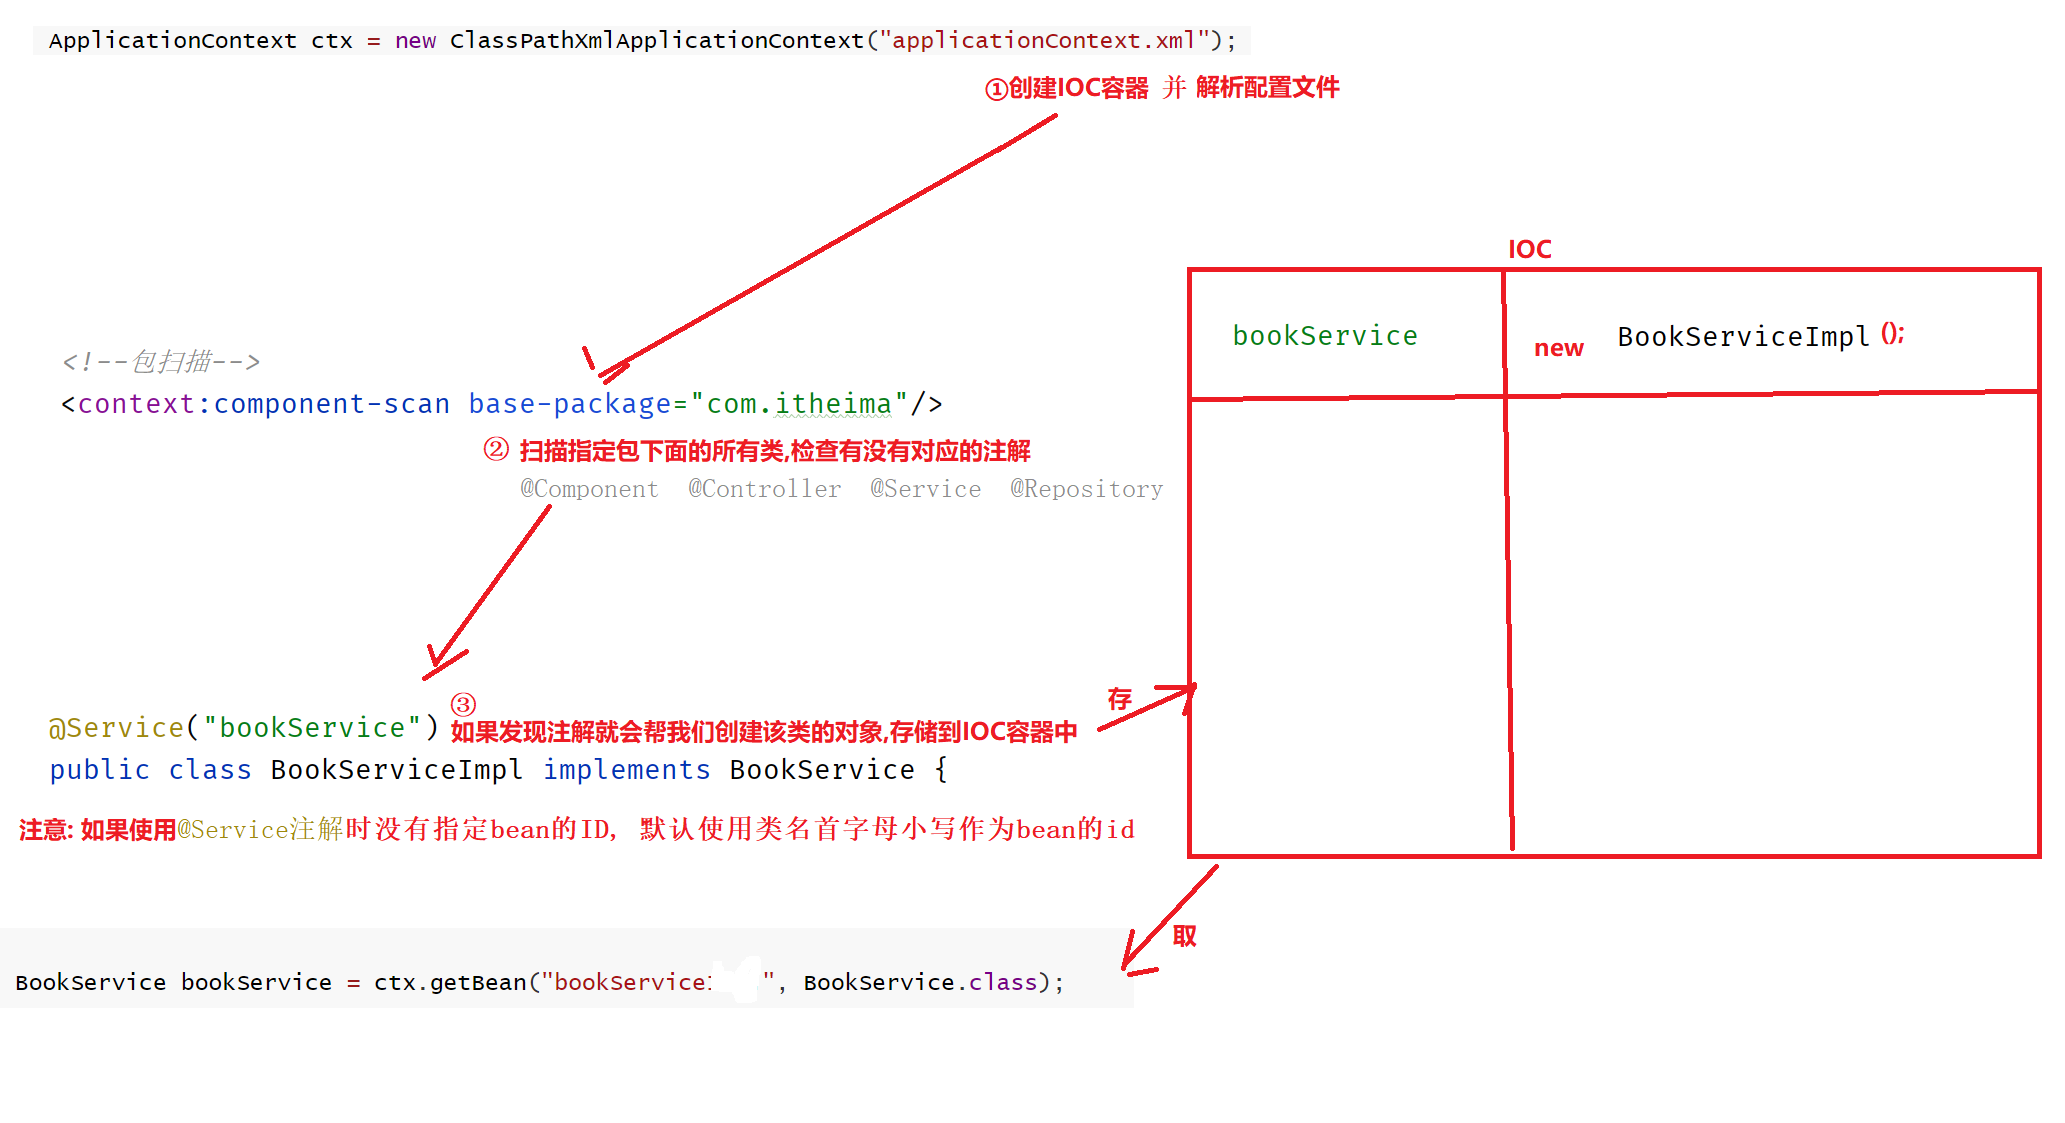 ApplicationContext ctx = new ClassPathXmlApplicationContext("applicationContext.xml");
①创建IOC容器 并 解析配置文件
IOC
bookService new BookServiceImpl ();
<!--包扫描-->
<context:component-scan base-package="com.itheima"/>
② 扫描指定包下面的所有类,检查有没有对应的注解
@Component @Controller @Service @Repository
③
@Service("bookService") 如果发现注解就会帮我们创建该类的对象,存储到IOC容器中
存
public class BookServiceImpl implements BookService {
注意: 如果使用@Service注解时没有指定bean的ID, 默认使用类名首字母小写作为bean的id
取
BookService bookService = ctx.getBean("bookService", BookService.class);